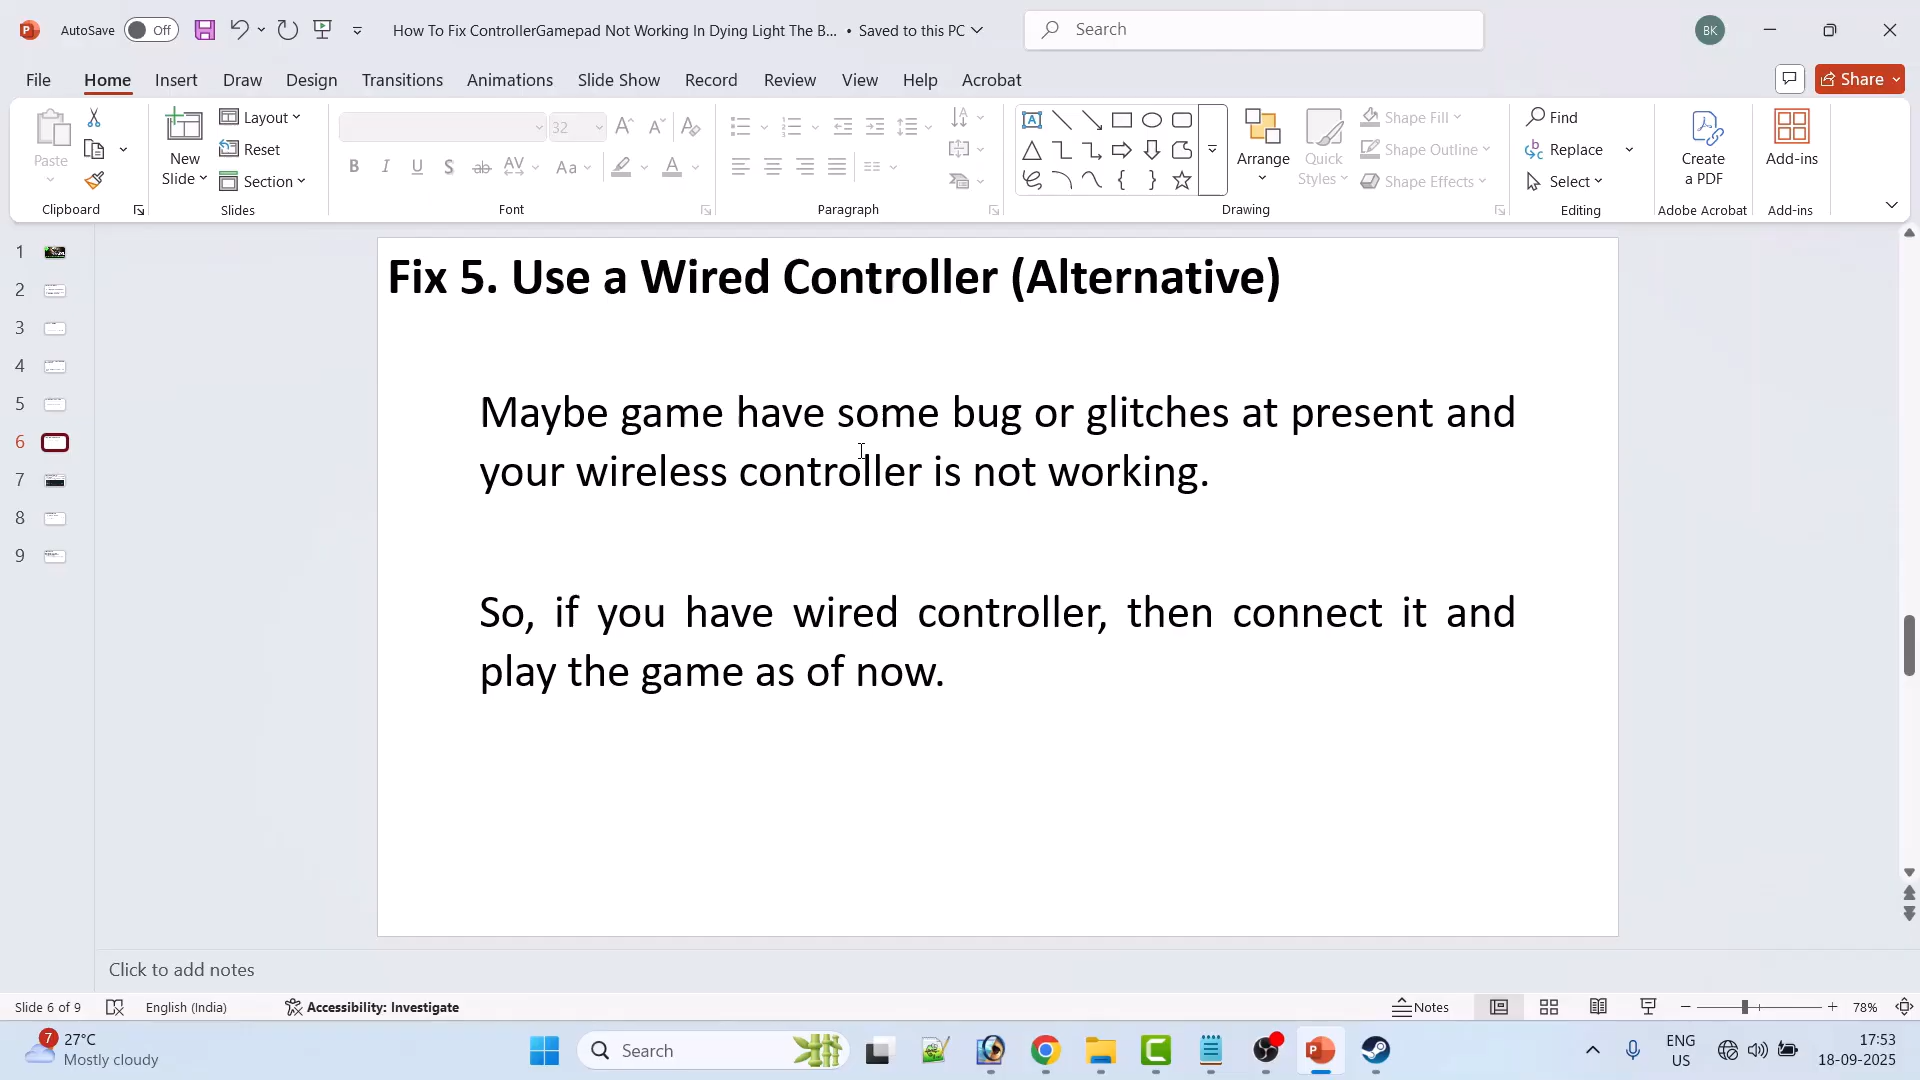 AutoSave Off How To Fix ControllerGamepad Not Working In Dying Light The B... • Saved to this PC Search BK
File Home Insert Draw Design Transitions Animations Slide Show Record Review View Help Acrobat Share
Paste New Slide Layout Reset Section 32 Arrange Quick Styles Shape Fill Shape Outline Shape Effects Find Replace Select Create a PDF Add-ins
Clipboard Slides Font Paragraph Drawing Editing Adobe Acrobat Add-ins
1
2
3
4
5
6
7
8
9
Fix 5. Use a Wired Controller (Alternative)
Maybe game have some bug or glitches at present and
your wireless controller is not working.
So, if you have wired controller, then connect it and
play the game as of now.
Click to add notes
Slide 6 of 9 English (India) Accessibility: Investigate Notes 78%
7 27°C
Mostly cloudy
Search
ENG
US
17:53
18-09-2025